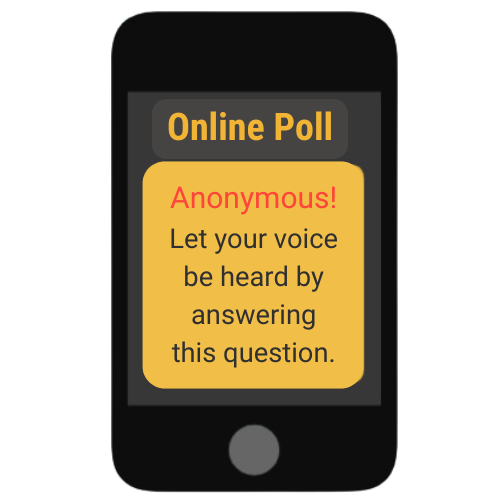 Online Poll
Anonymous!
Let your voice
be heard by
answering
this question.